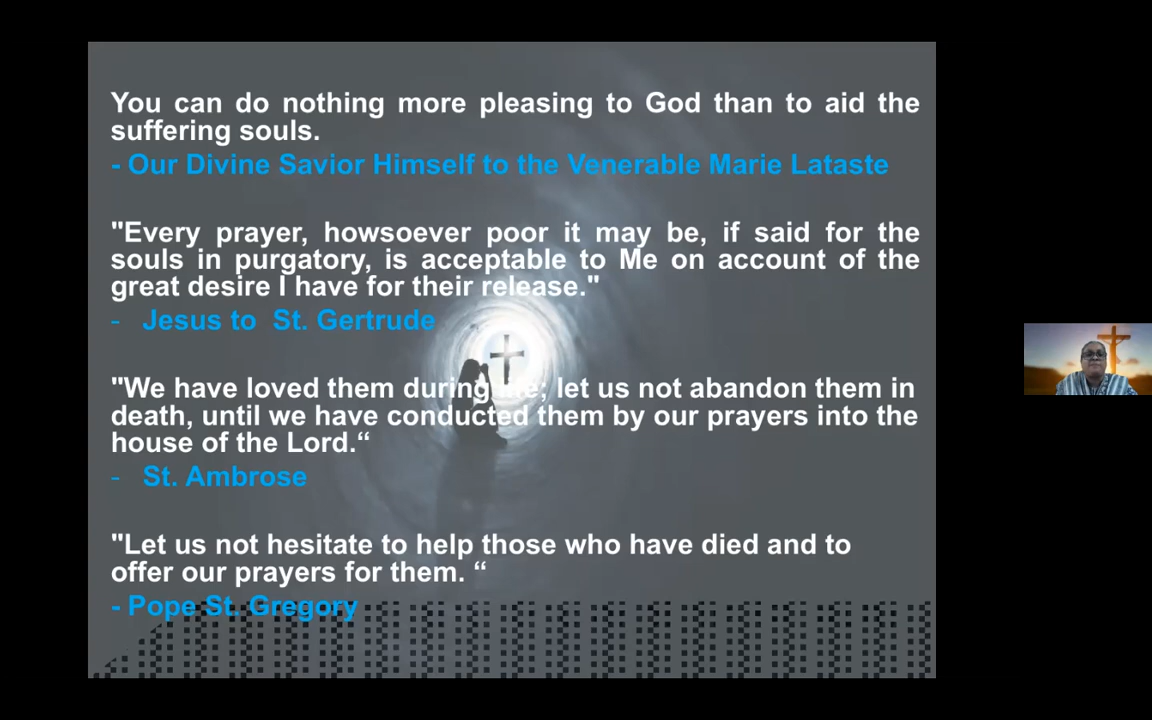 You can do nothing more pleasing to God than to aid the
suffering souls.
- Our Divine Savior Himself to the Venerable Marie Lataste
"Every prayer, howsoever poor it may be, if said for the
souls in purgatory, is acceptable to Me on account of the
great desire I have for their release."
- Jesus to St. Gertrude
"We have loved them during life; let us not abandon them in
death, until we have conducted them by our prayers into the
house of the Lord.“
- St. Ambrose
"Let us not hesitate to help those who have died and to
offer our prayers for them. “
- Pope St. Gregory